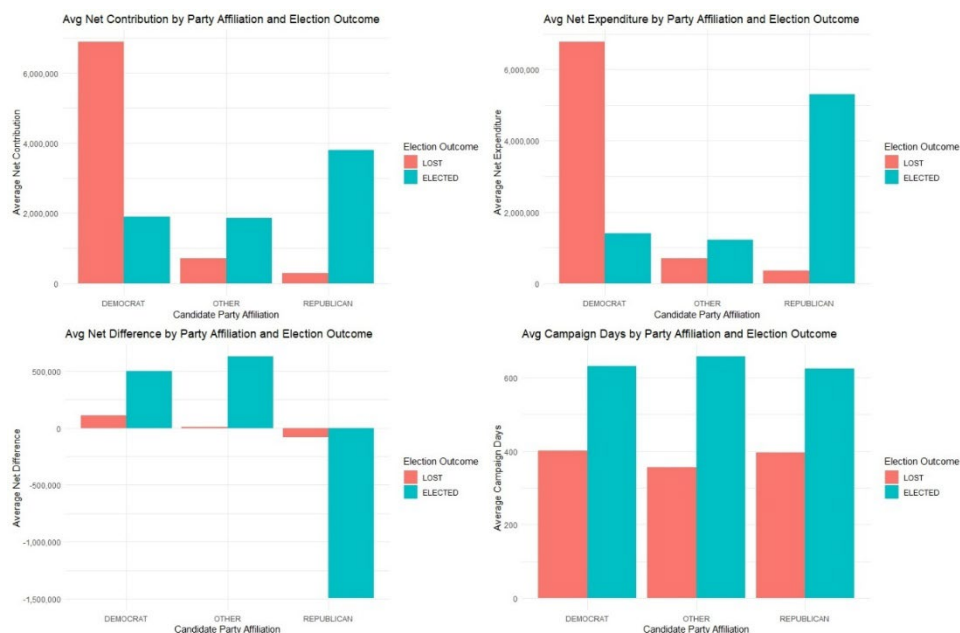 Avg Net Contribution by Party Affiliation and Election Outcome
Average Net Contribution
6,000,000
4,000,000
2,000,000
0
DEMOCRAT OTHER REPUBLICAN
Candidate Party Affiliation
Election Outcome
LOST
ELECTED
Avg Net Expenditure by Party Affiliation and Election Outcome
Average Net Expenditure
6,000,000
4,000,000
2,000,000
0
DEMOCRAT OTHER REPUBLICAN
Candidate Party Affiliation
Election Outcome
LOST
ELECTED
Avg Net Difference by Party Affiliation and Election Outcome
Average Net Difference
500,000
0
-500,000
-1,000,000
-1,500,000
DEMOCRAT OTHER REPUBLICAN
Candidate Party Affiliation
Election Outcome
LOST
ELECTED
Avg Campaign Days by Party Affiliation and Election Outcome
Average Campaign Days
600
400
200
0
DEMOCRAT OTHER REPUBLICAN
Candidate Party Affiliation
Election Outcome
LOST
ELECTED